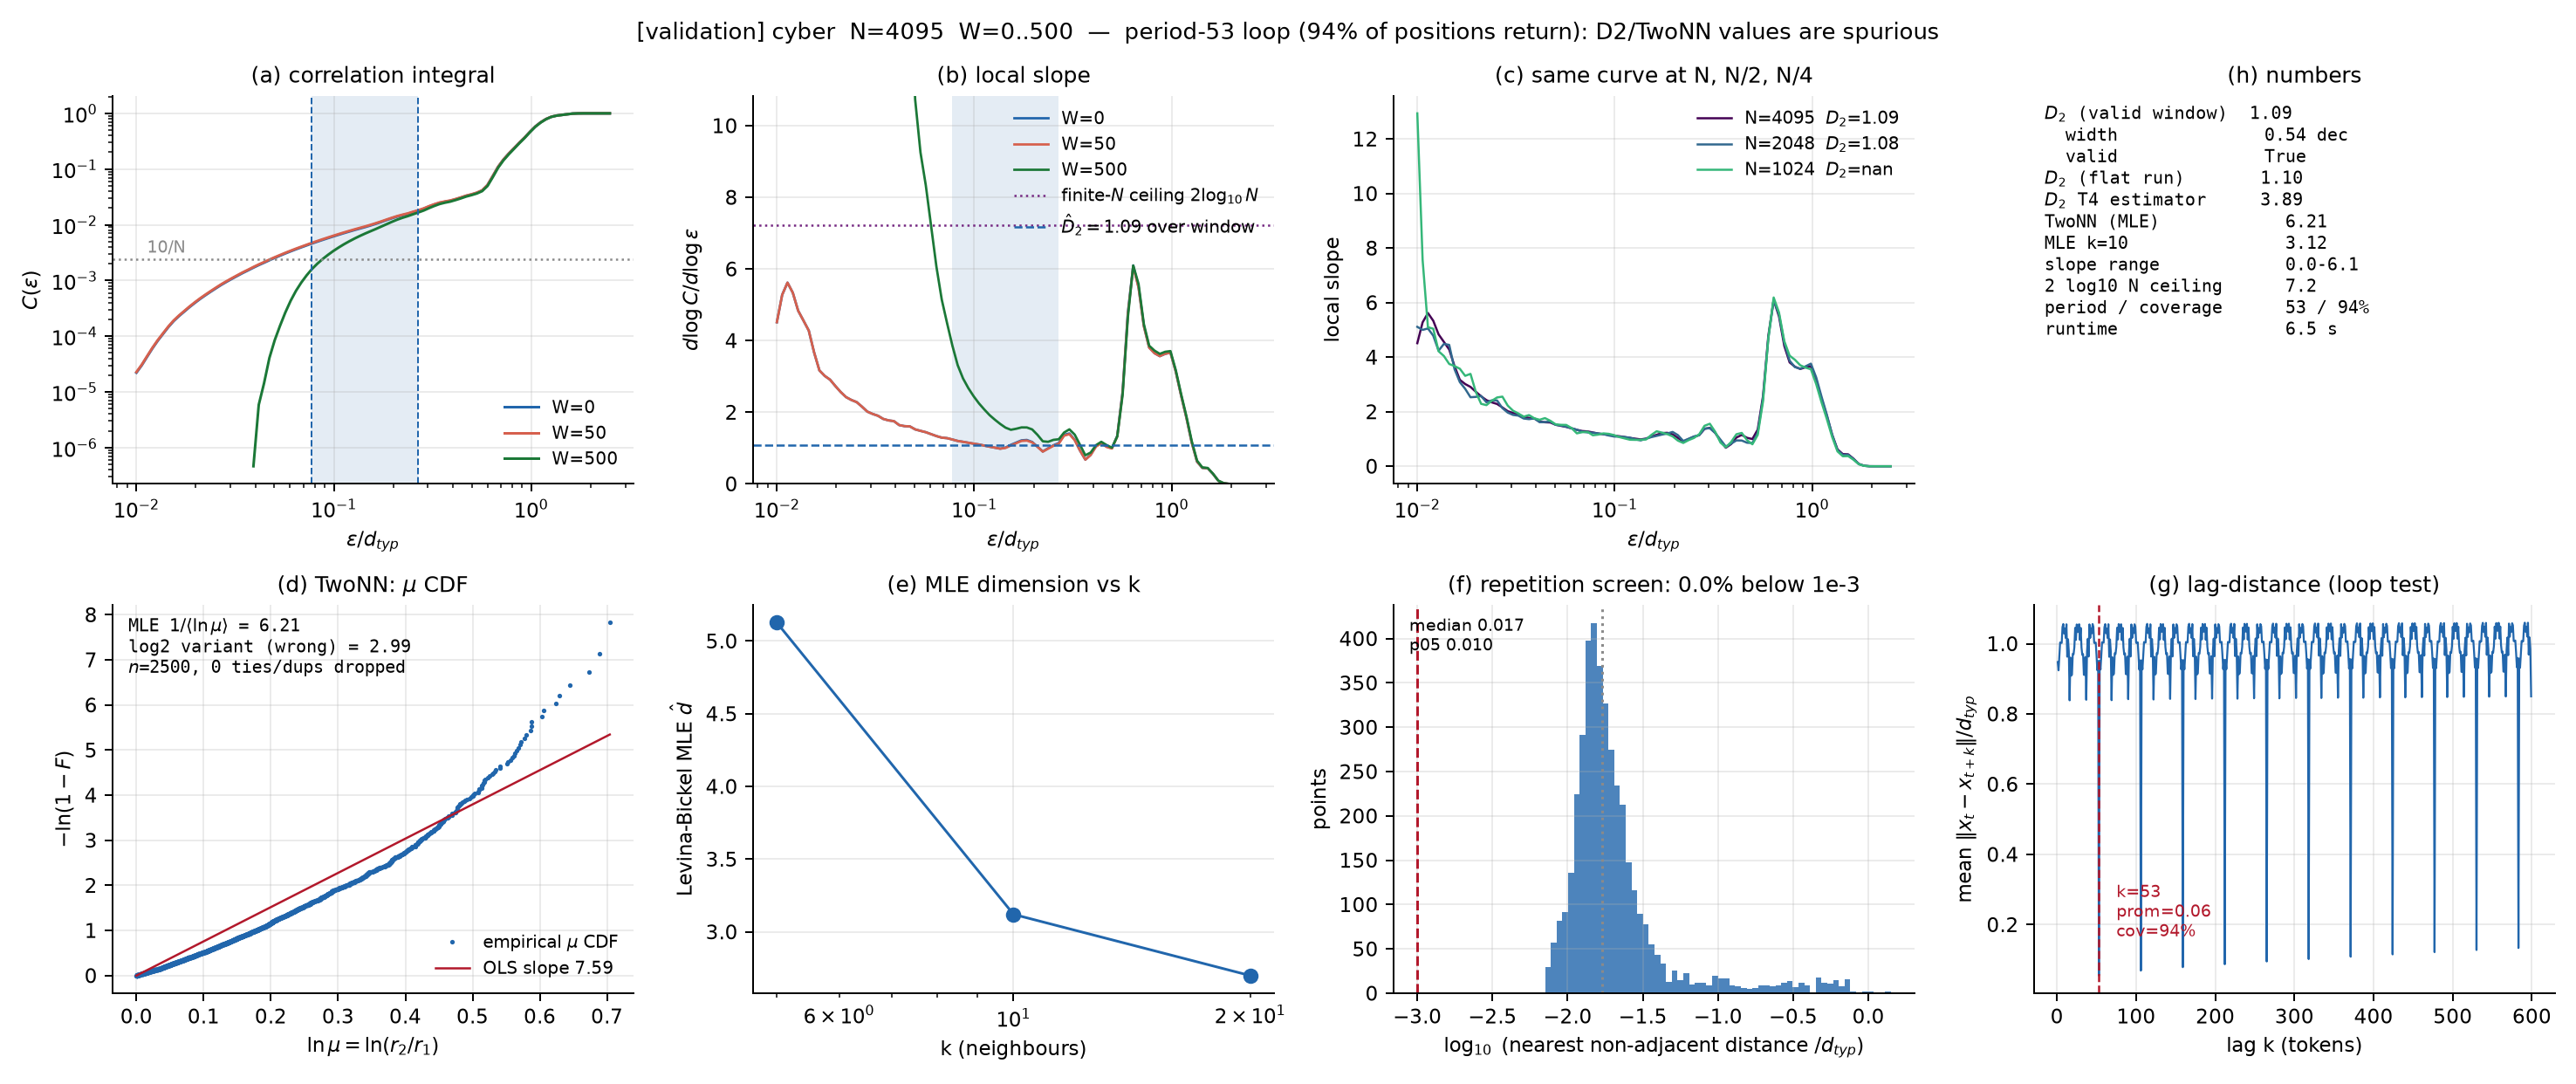 [validation] cyber N=4095 W=0..500 — period-53 loop (94% of positions return): D2/TwoNN values are spurious
(a) correlation integral
10⁰
10⁻¹
10⁻²
10⁻³
10⁻⁴
10⁻⁵
10⁻⁶
C(ε)
10/N
W=0
W=50
W=500
10⁻²
10⁻¹
10⁰
ε/d_typ
(b) local slope
10
8
6
4
2
0
dlog C/dlog ε
W=0
W=50
W=500
finite-N ceiling 2log₁₀ N
D̂₂ = 1.09 over window
10⁻²
10⁻¹
10⁰
ε/d_typ
(c) same curve at N, N/2, N/4
12
10
8
6
4
2
0
local slope
N=4095 D₂=1.09
N=2048 D₂=1.08
N=1024 D₂=nan
10⁻²
10⁻¹
10⁰
ε/d_typ
(h) numbers
D₂ (valid window) 1.09
width 0.54 dec
valid True
D₂ (flat run) 1.10
D₂ T4 estimator 3.89
TwoNN (MLE) 6.21
MLE k=10 3.12
slope range 0.0-6.1
2 log10 N ceiling 7.2
period / coverage 53 / 94%
runtime 6.5 s
(d) TwoNN: μ CDF
8
7
6
5
4
3
2
1
0
−ln(1 − F)
MLE 1/⟨ln μ⟩ = 6.21
log2 variant (wrong) = 2.99
n=2500, 0 ties/dups dropped
empirical μ CDF
OLS slope 7.59
0.0 0.1 0.2 0.3 0.4 0.5 0.6 0.7
ln μ = ln(r₂/r₁)
(e) MLE dimension vs k
5.0
4.5
4.0
3.5
3.0
Levina-Bickel MLE d̂
6 × 10⁰
10¹
2 × 10¹
k (neighbours)
(f) repetition screen: 0.0% below 1e-3
400
350
300
250
200
150
100
50
0
points
median 0.017
p05 0.010
−3.0 −2.5 −2.0 −1.5 −1.0 −0.5 0.0
log₁₀ (nearest non-adjacent distance /d_typ)
(g) lag-distance (loop test)
1.0
0.8
0.6
0.4
0.2
mean ‖x_t − x_{t+k}‖/d_typ
k=53
prom=0.06
cov=94%
0 100 200 300 400 500 600
lag k (tokens)